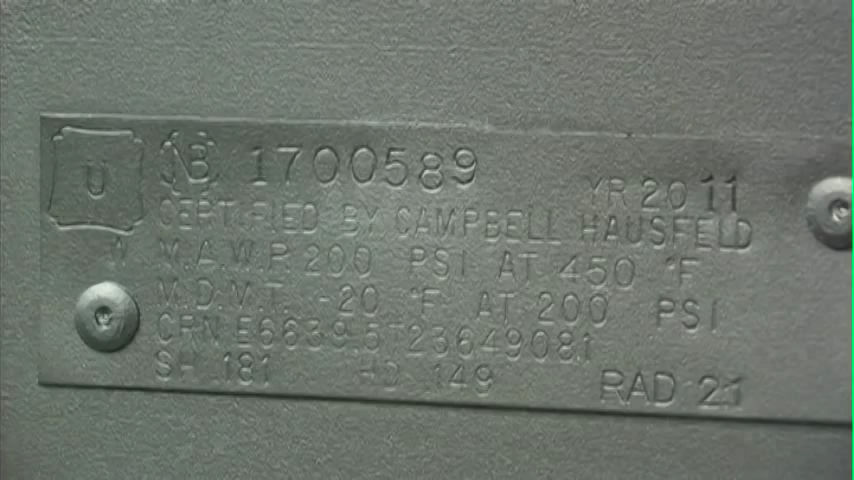 U NB 1700589 YR 2011
CERTIFIED BY CAMPBELL HAUSFELD
W M.A.W.P. 200 PSI AT 450 °F
M.D.M.T. -20 °F AT 200 PSI
CRN E6639.5T23649081
SH .181 HD .149 RAD 21